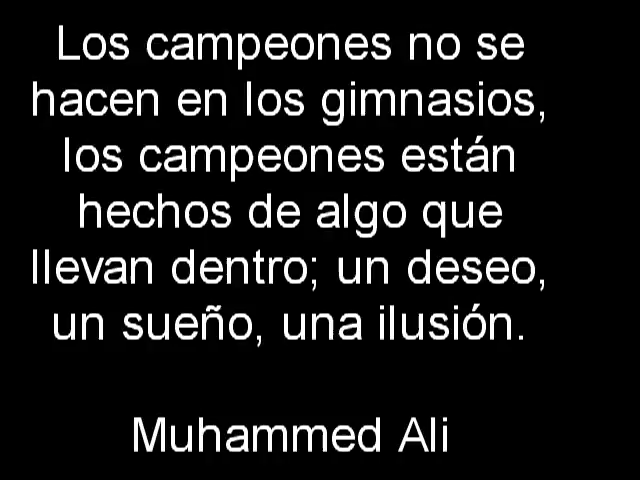 Los campeones no se
hacen en los gimnasios,
los campeones están
hechos de algo que
llevan dentro; un deseo,
un sueño, una ilusión.
Muhammed Ali